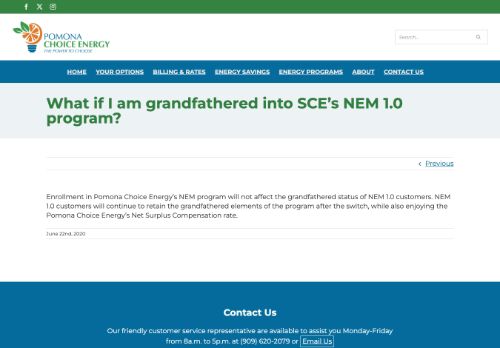 POMONA
CHOICE ENERGY
THE POWER TO CHOOSE
Search...
HOME YOUR OPTIONS BILLING & RATES ENERGY SAVINGS ENERGY PROGRAMS ABOUT CONTACT US
What if I am grandfathered into SCE’s NEM 1.0
program?
Previous
Enrollment in Pomona Choice Energy’s NEM program will not affect the grandfathered status of NEM 1.0 customers. NEM
1.0 customers will continue to retain the grandfathered elements of the program after the switch, while also enjoying the
Pomona Choice Energy’s Net Surplus Compensation rate.
June 22nd, 2020
Contact Us
Our friendly customer service representative are available to assist you Monday-Friday
from 8a.m. to 5p.m. at (909) 620-2079 or Email Us